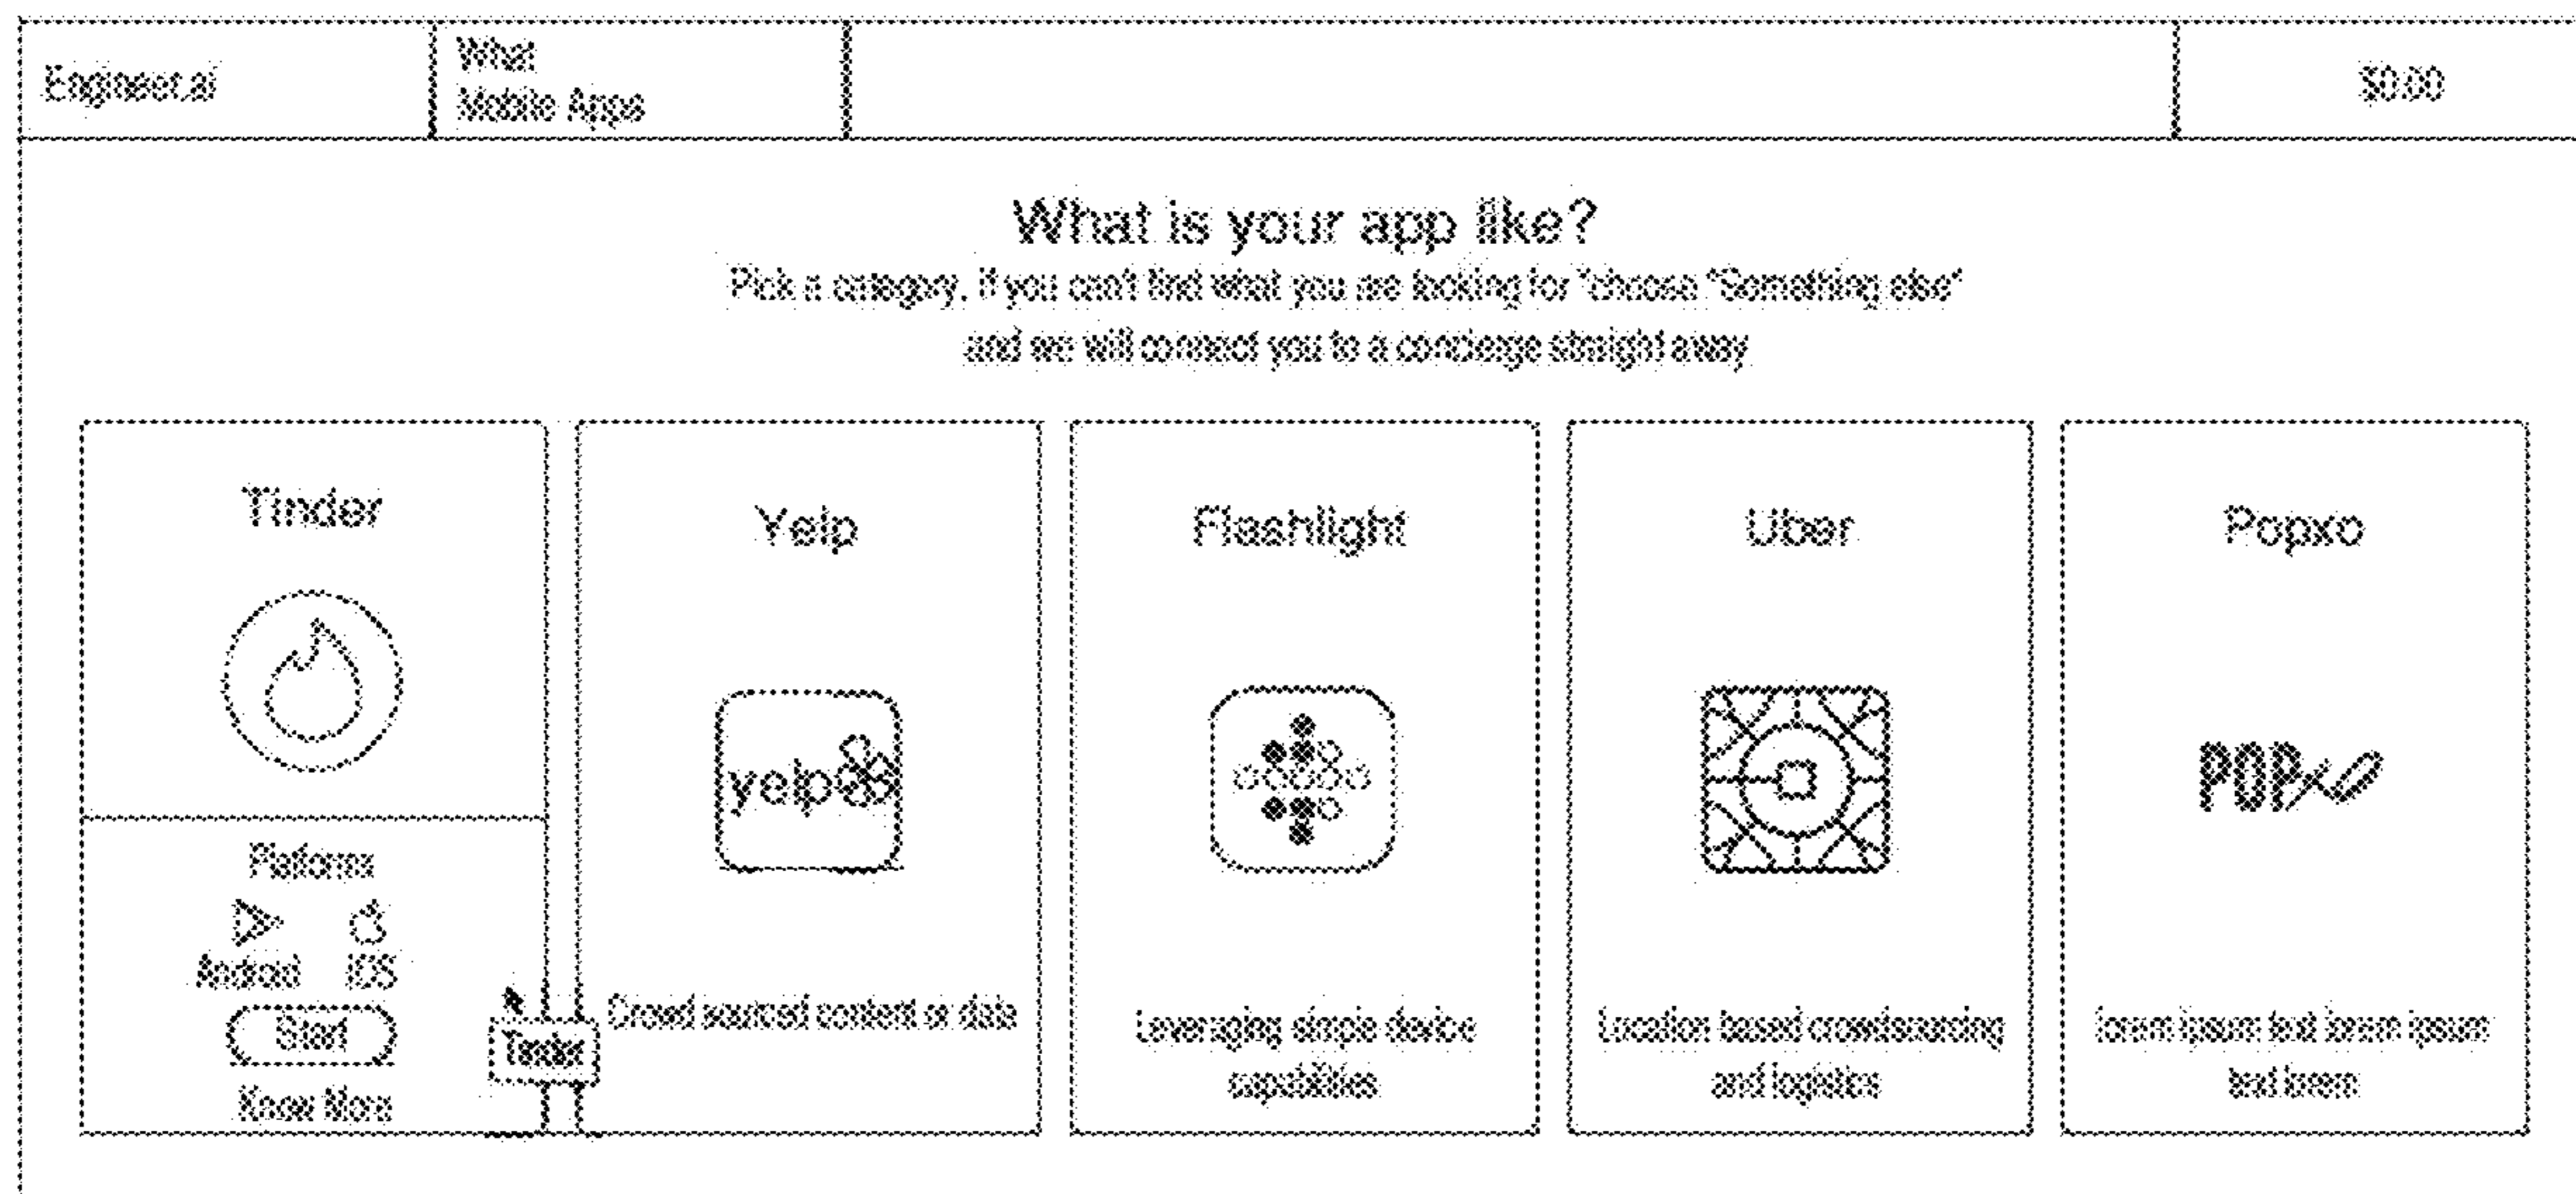 Engineer.ai
What
Mobile Apps
$0.00
What is your app like?
Pick a category, if you can't find what you are looking for "choose "Something else"
and we will connect you to a concierge straight away
Tinder
Platforms
Android iOS
Start
Know More
Tinder
Yelp
yelp
Crowd sourced content or data
Flashlight
Leveraging simple device
capabilities
Uber
Location based crowdsourcing
and logistics
Popxo
POPxo
lorem ipsum text lorem ipsum
text lorem